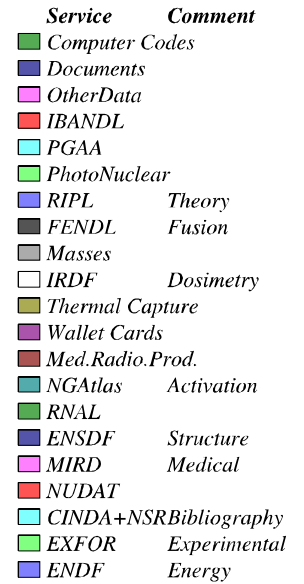 Service Comment
Computer Codes
Documents
OtherData
IBANDL
PGAA
PhotoNuclear
RIPL Theory
FENDL Fusion
Masses
IRDF Dosimetry
Thermal Capture
Wallet Cards
Med.Radio.Prod.
NGAtlas Activation
RNAL
ENSDF Structure
MIRD Medical
NUDAT
CINDA+NSRBibliography
EXFOR Experimental
ENDF Energy